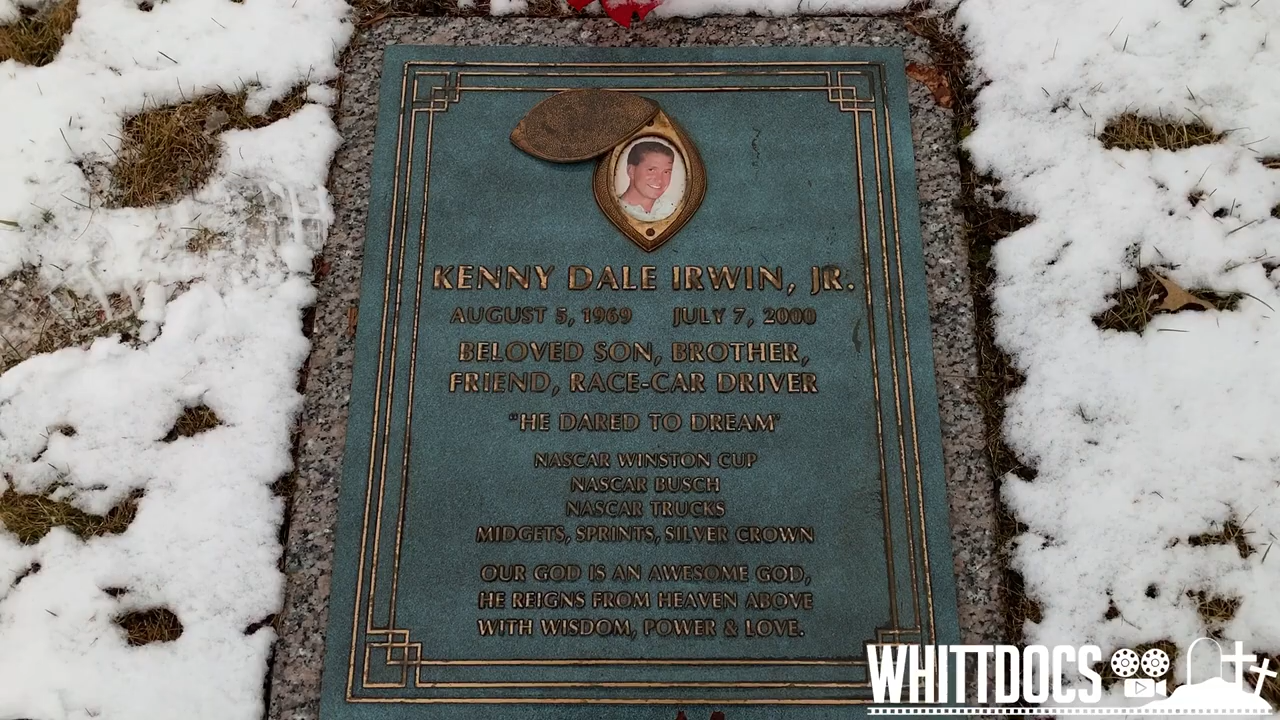 KENNY DALE IRWIN, JR.
AUGUST 5, 1969 JULY 7, 2000
BELOVED SON, BROTHER,
FRIEND, RACE-CAR DRIVER
"HE DARED TO DREAM"
NASCAR WINSTON CUP
NASCAR BUSCH
NASCAR TRUCKS
MIDGETS, SPRINTS, SILVER CROWN
OUR GOD IS AN AWESOME GOD,
HE REIGNS FROM HEAVEN ABOVE
WITH WISDOM, POWER & LOVE.
WHITTDOCS